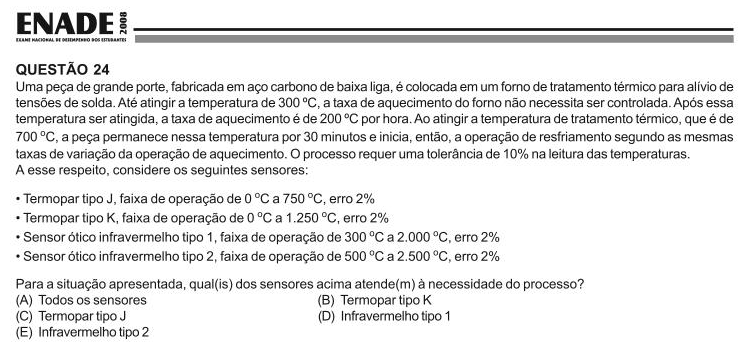 ENADE 2008
EXAME NACIONAL DE DESEMPENHO DOS ESTUDANTES
QUESTÃO 24
Uma peça de grande porte, fabricada em aço carbono de baixa liga, é colocada em um forno de tratamento térmico para alívio de
tensões de solda. Até atingir a temperatura de 300 ºC, a taxa de aquecimento do forno não necessita ser controlada. Após essa
temperatura ser atingida, a taxa de aquecimento é de 200 ºC por hora. Ao atingir a temperatura de tratamento térmico, que é de
700 ºC, a peça permanece nessa temperatura por 30 minutos e inicia, então, a operação de resfriamento segundo as mesmas
taxas de variação da operação de aquecimento. O processo requer uma tolerância de 10% na leitura das temperaturas.
A esse respeito, considere os seguintes sensores:
• Termopar tipo J, faixa de operação de 0 ºC a 750 ºC, erro 2%
• Termopar tipo K, faixa de operação de 0 ºC a 1.250 ºC, erro 2%
• Sensor ótico infravermelho tipo 1, faixa de operação de 300 ºC a 2.000 ºC, erro 2%
• Sensor ótico infravermelho tipo 2, faixa de operação de 500 ºC a 2.500 ºC, erro 2%
Para a situação apresentada, qual(is) dos sensores acima atende(m) à necessidade do processo?
(A) Todos os sensores (B) Termopar tipo K
(C) Termopar tipo J (D) Infravermelho tipo 1
(E) Infravermelho tipo 2